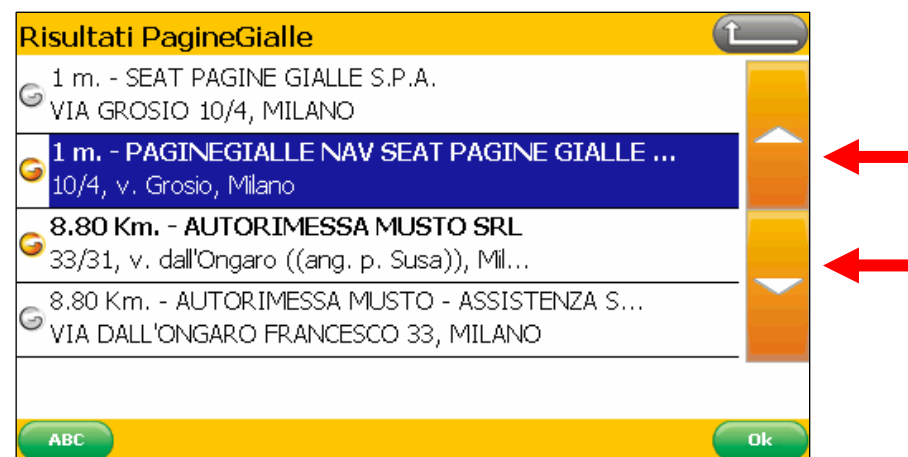 Risultati PagineGialle
1 m. - SEAT PAGINE GIALLE S.P.A.
VIA GROSIO 10/4, MILANO
1 m. - PAGINEGIALLE NAV SEAT PAGINE GIALLE ...
10/4, v. Grosio, Milano
8.80 Km. - AUTORIMESSA MUSTO SRL
33/31, v. dall'Ongaro ((ang. p. Susa)), Mil...
8.80 Km. - AUTORIMESSA MUSTO - ASSISTENZA S...
VIA DALL'ONGARO FRANCESCO 33, MILANO
ABC
Ok